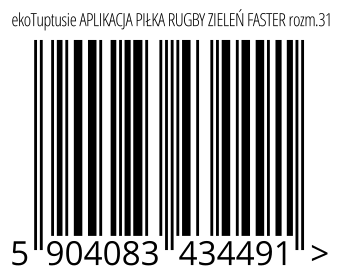 ekoTuptusie APLIKACJA PIŁKA RUGBY ZIELEŃ FASTER rozm.31
5 904083 434491 >